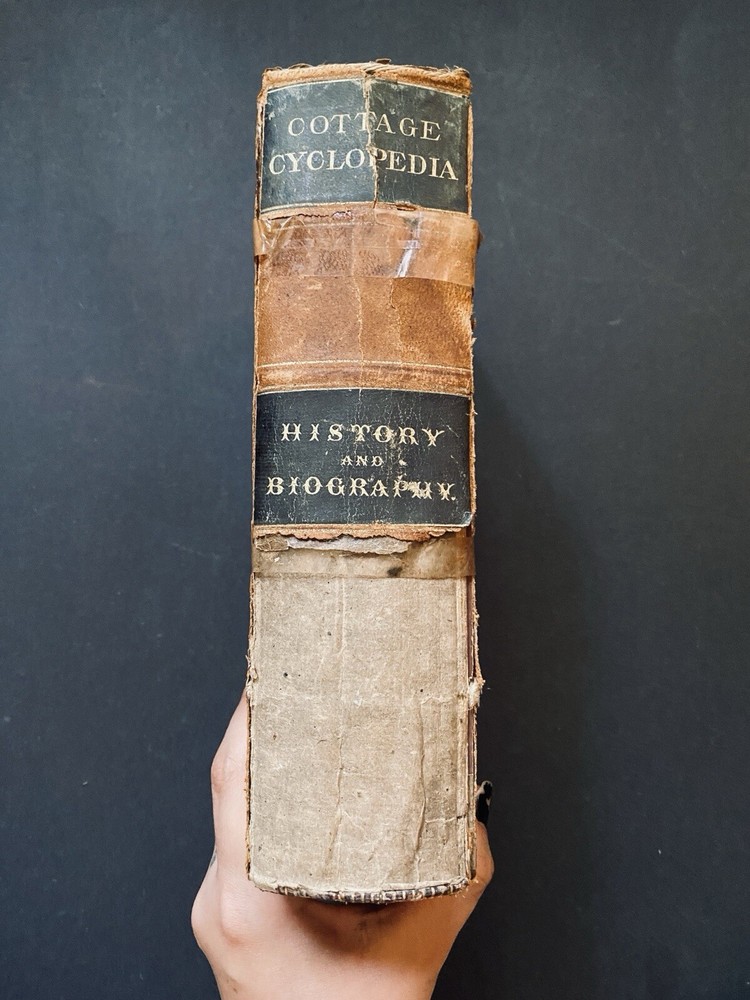 COTTAGE
CYCLOPEDIA
HISTORY
AND
BIOGRAPHY.